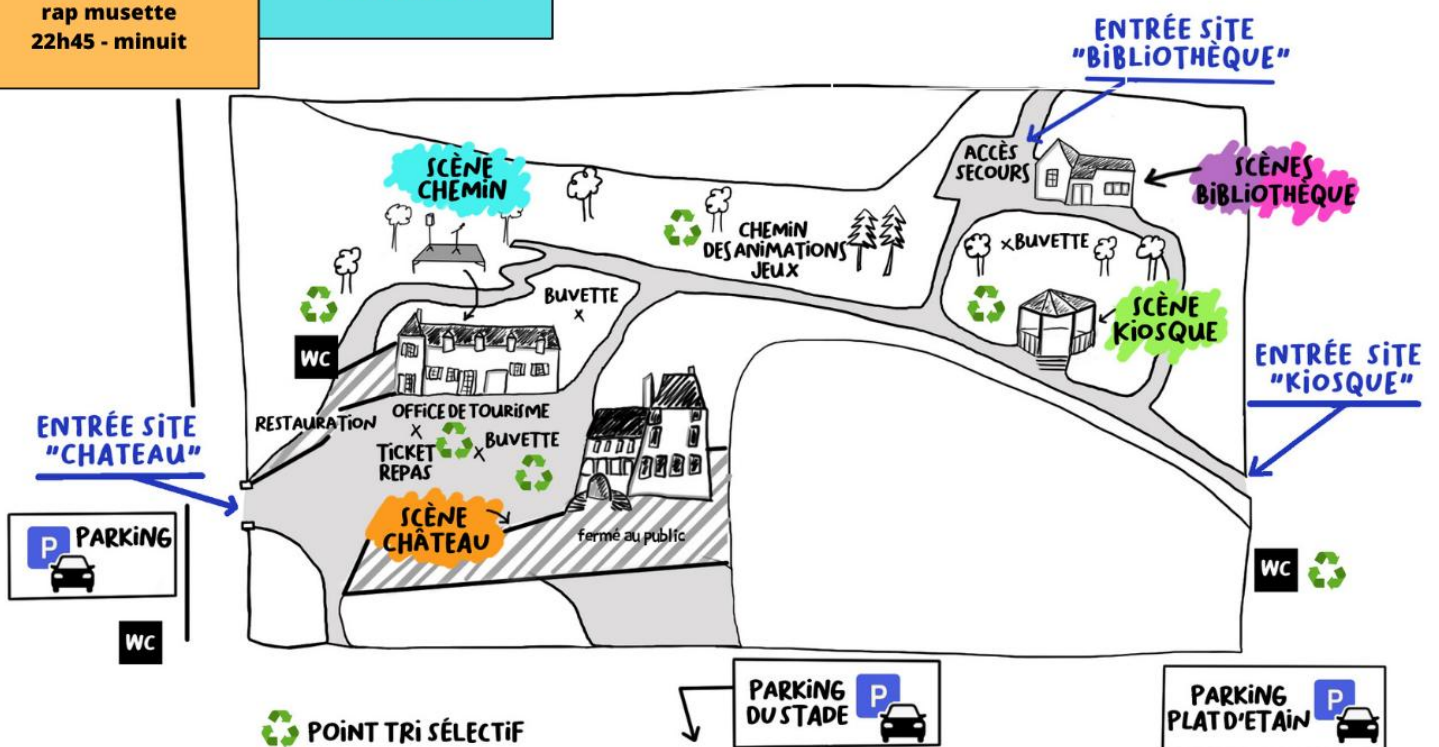 rap musette
22h45 - minuit
ENTRÉE SiTE
"BiBLiOTHÈQUE"
SCÈNE
CHEMiN
ACCÈS
SECOURS
SCÈNES
BiBLiOTHÈQUE
CHEMiN
DES ANiMATiONS
JEUX
x BUVETTE
BUVETTE
x
SCÈNE
KiOSQUE
WC
ENTRÉE SiTE
"KiOSQUE"
RESTAURATiON
OFFiCE DE TOURiSME
x
TiCKET
REPAS
x BUVETTE
ENTRÉE SiTE
"CHATEAU"
SCÈNE
CHÂTEAU
fermé au public
P PARKiNG
WC
WC
PARKiNG
DU STADE
P
PARKiNG
PLAT D'ETAiN
P
POiNT TRi SÉLECTiF